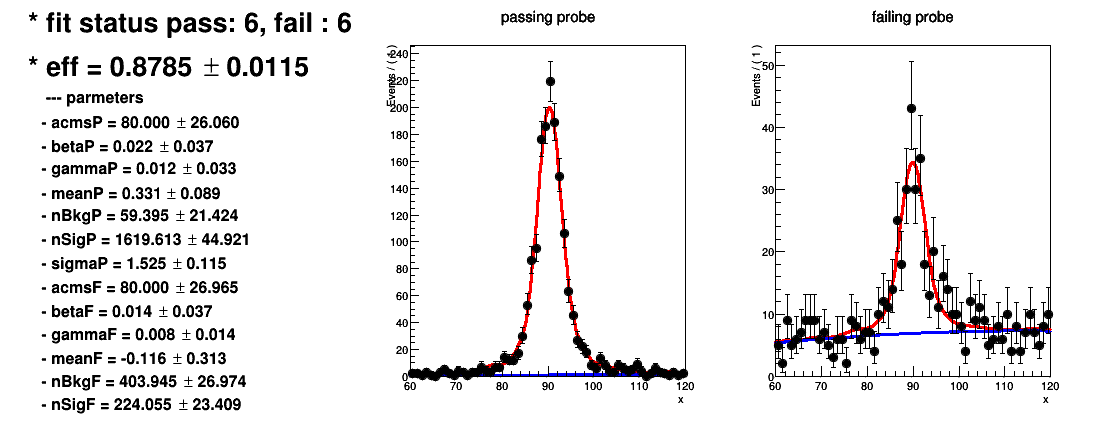 * fit status pass: 6, fail : 6
* eff = 0.8785 ± 0.0115
--- parmeters
- acmsP = 80.000 ± 26.060
- betaP = 0.022 ± 0.037
- gammaP = 0.012 ± 0.033
- meanP = 0.331 ± 0.089
- nBkgP = 59.395 ± 21.424
- nSigP = 1619.613 ± 44.921
- sigmaP = 1.525 ± 0.115
- acmsF = 80.000 ± 26.965
- betaF = 0.014 ± 0.037
- gammaF = 0.008 ± 0.014
- meanF = -0.116 ± 0.313
- nBkgF = 403.945 ± 26.974
- nSigF = 224.055 ± 23.409
passing probe
Events / ( 1 )
240
220
200
180
160
140
120
100
80
60
40
20
0
60 70 80 90 100 110 120
x
failing probe
Events / ( 1 )
50
40
30
20
10
0
60 70 80 90 100 110 120
x